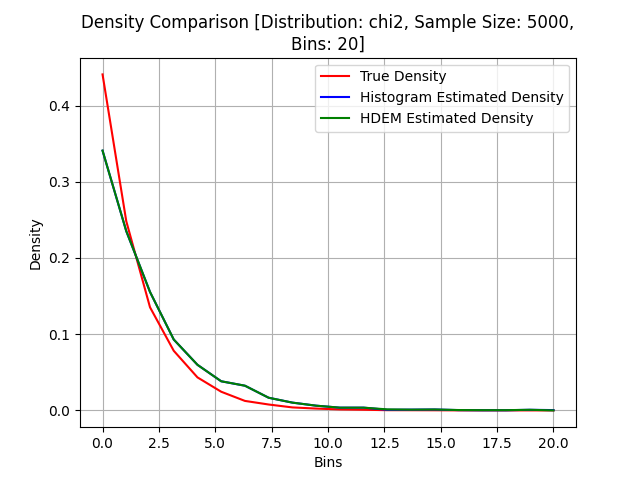 Density Comparison [Distribution: chi2, Sample Size: 5000,
Bins: 20]
True Density
Histogram Estimated Density
HDEM Estimated Density
Density
0.4
0.3
0.2
0.1
0.0
0.0 2.5 5.0 7.5 10.0 12.5 15.0 17.5 20.0
Bins